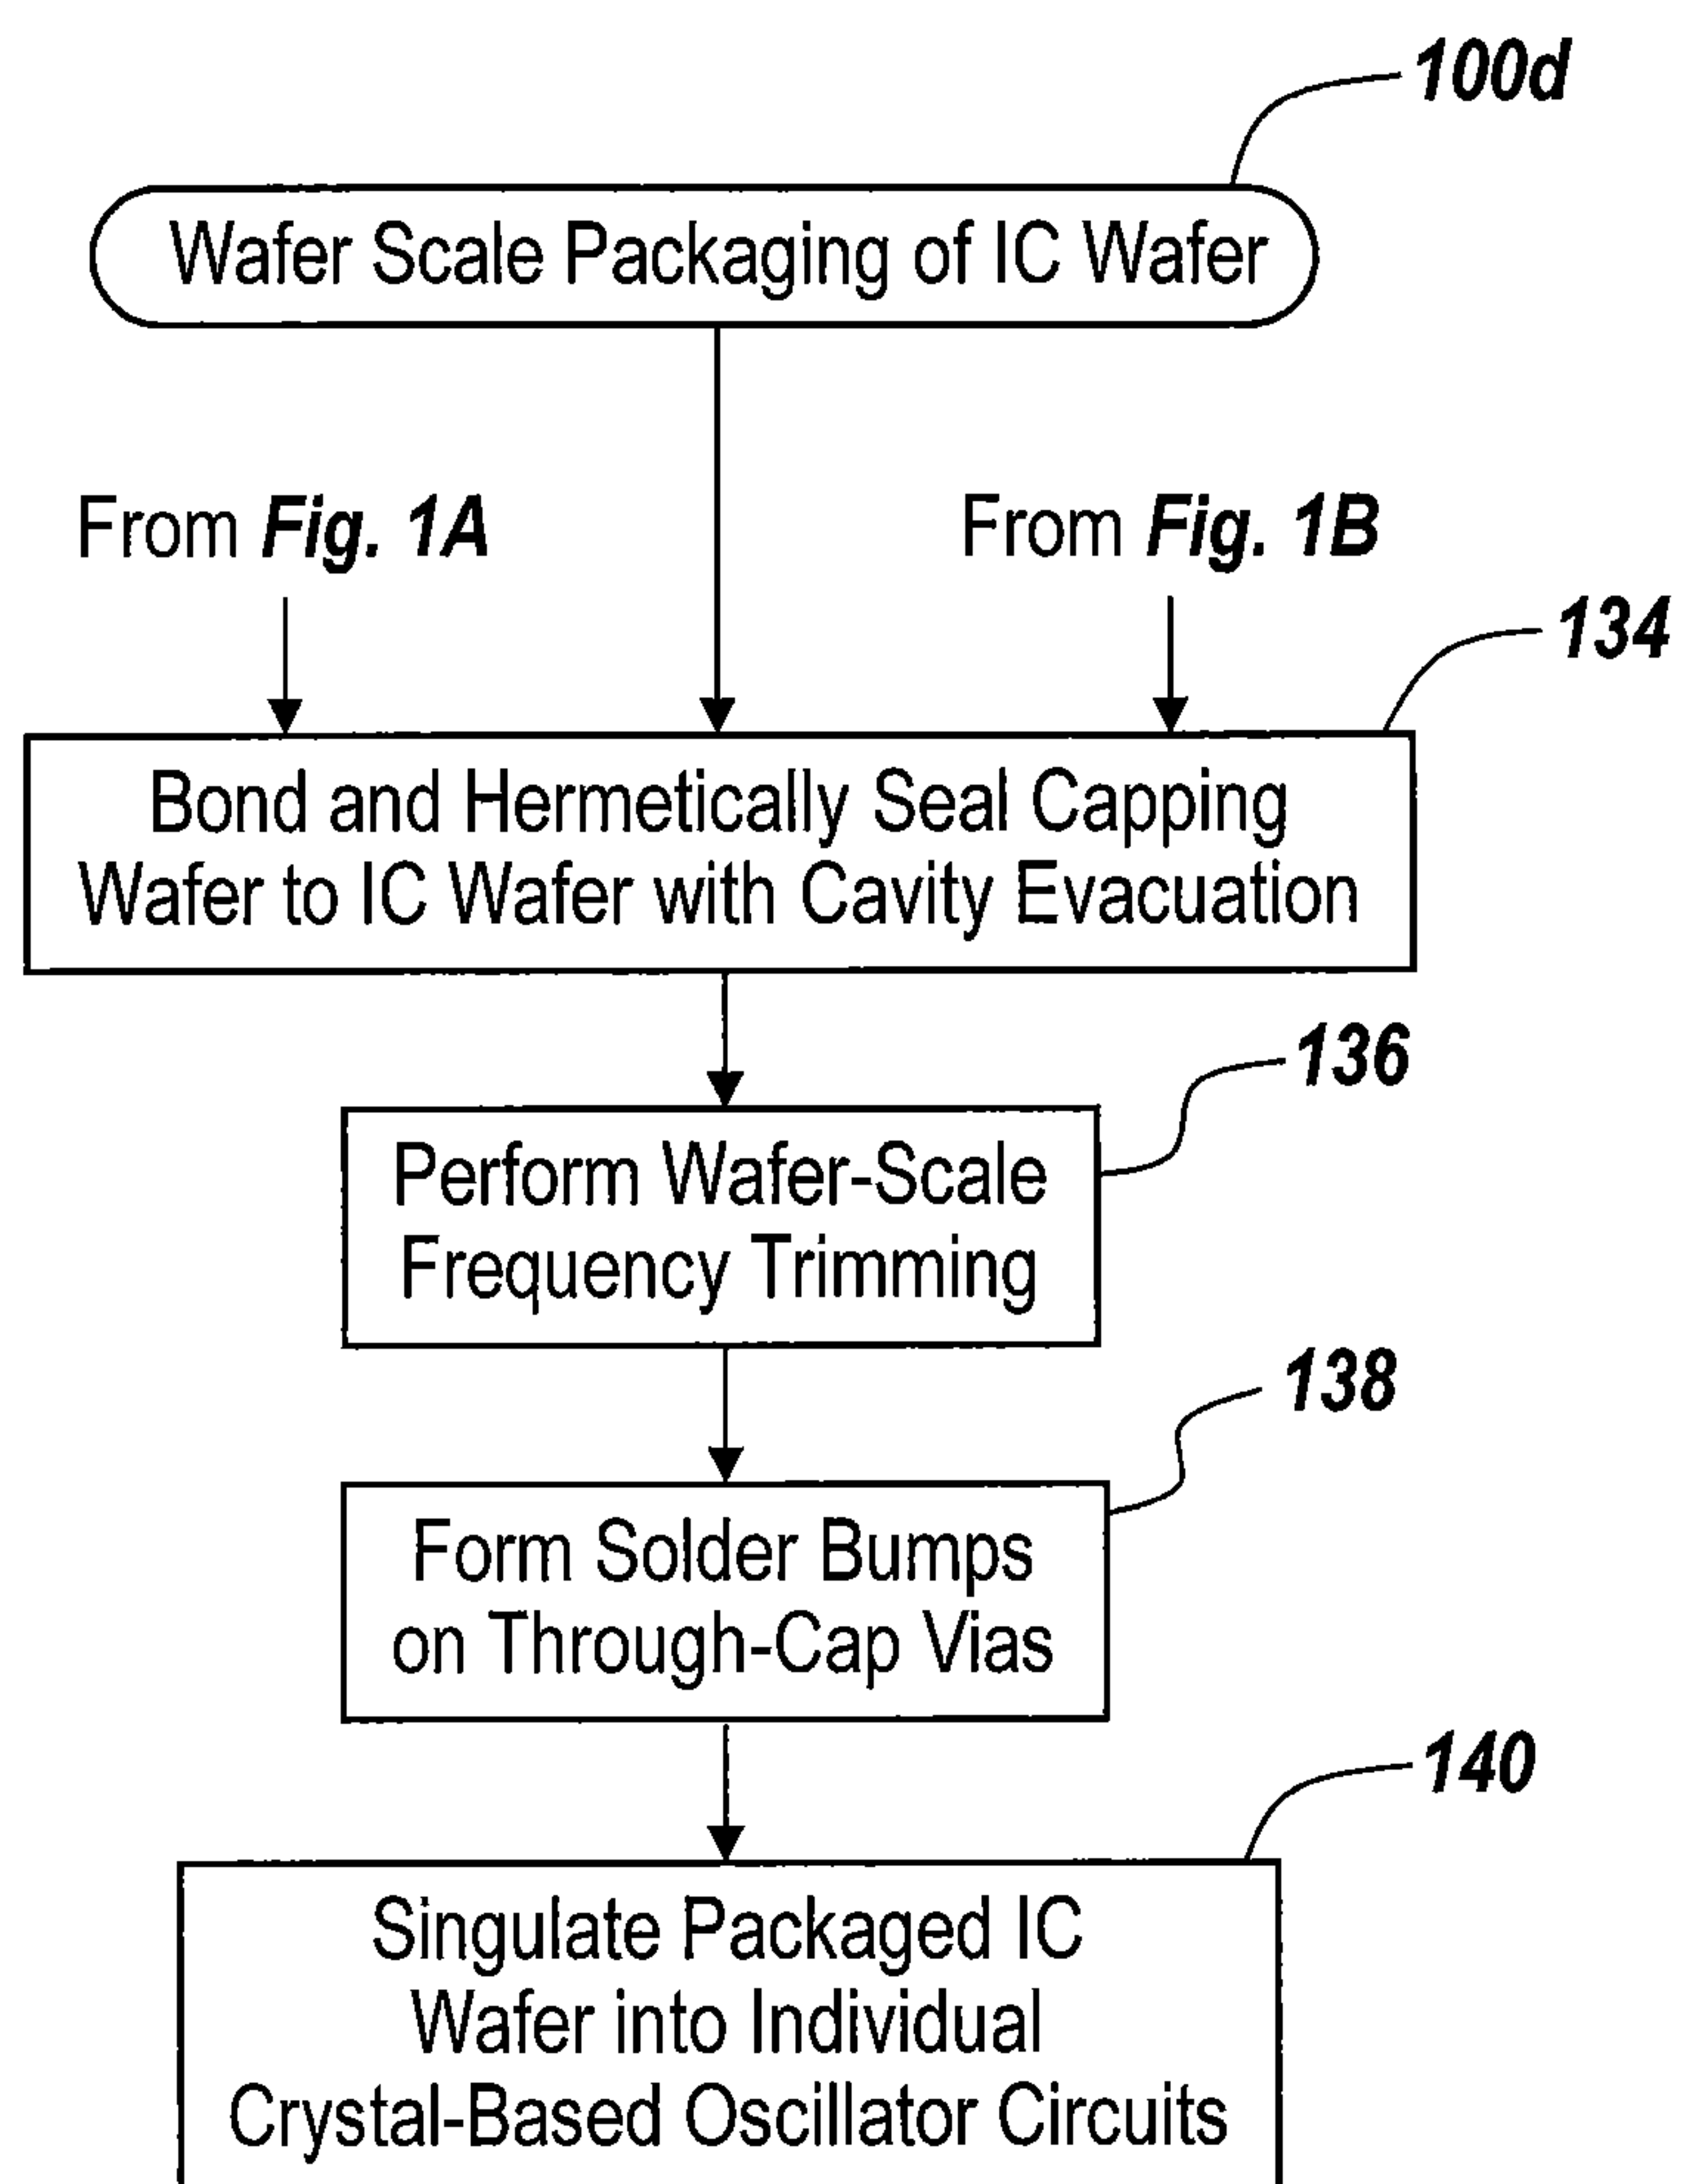 100d
Wafer Scale Packaging of IC Wafer
From Fig. 1A
From Fig. 1B
134
Bond and Hermetically Seal Capping
Wafer to IC Wafer with Cavity Evacuation
136
Perform Wafer-Scale
Frequency Trimming
138
Form Solder Bumps
on Through-Cap Vias
140
Singulate Packaged IC
Wafer into Individual
Crystal-Based Oscillator Circuits